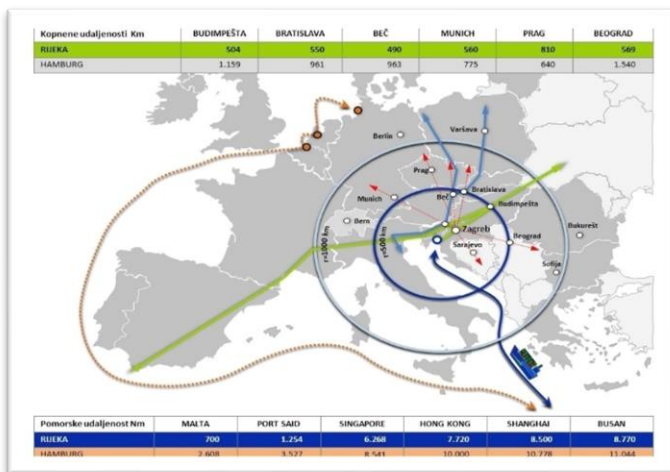 Kopnene udaljenosti Km BUDIMPEŠTA BRATISLAVA BEČ MUNICH PRAG BEOGRAD
RIJEKA 504 550 490 560 810 569
HAMBURG 1.159 961 963 775 640 1.540
Berlin
Varšava
Prag
Bratislava
Munich
Beč
Budimpešta
Bern
Zagreb
Bukurešt
Beograd
r=1000 km
r=500 km
Sarajevo
Sofija
Pomorske udaljenost Nm MALTA PORT SAID SINGAPORE HONG KONG SHANGHAI BUSAN
RIJEKA 700 1.254 6.268 7.720 8.500 8.770
HAMBURG 2.608 3.527 8.541 10.000 10.778 11.044